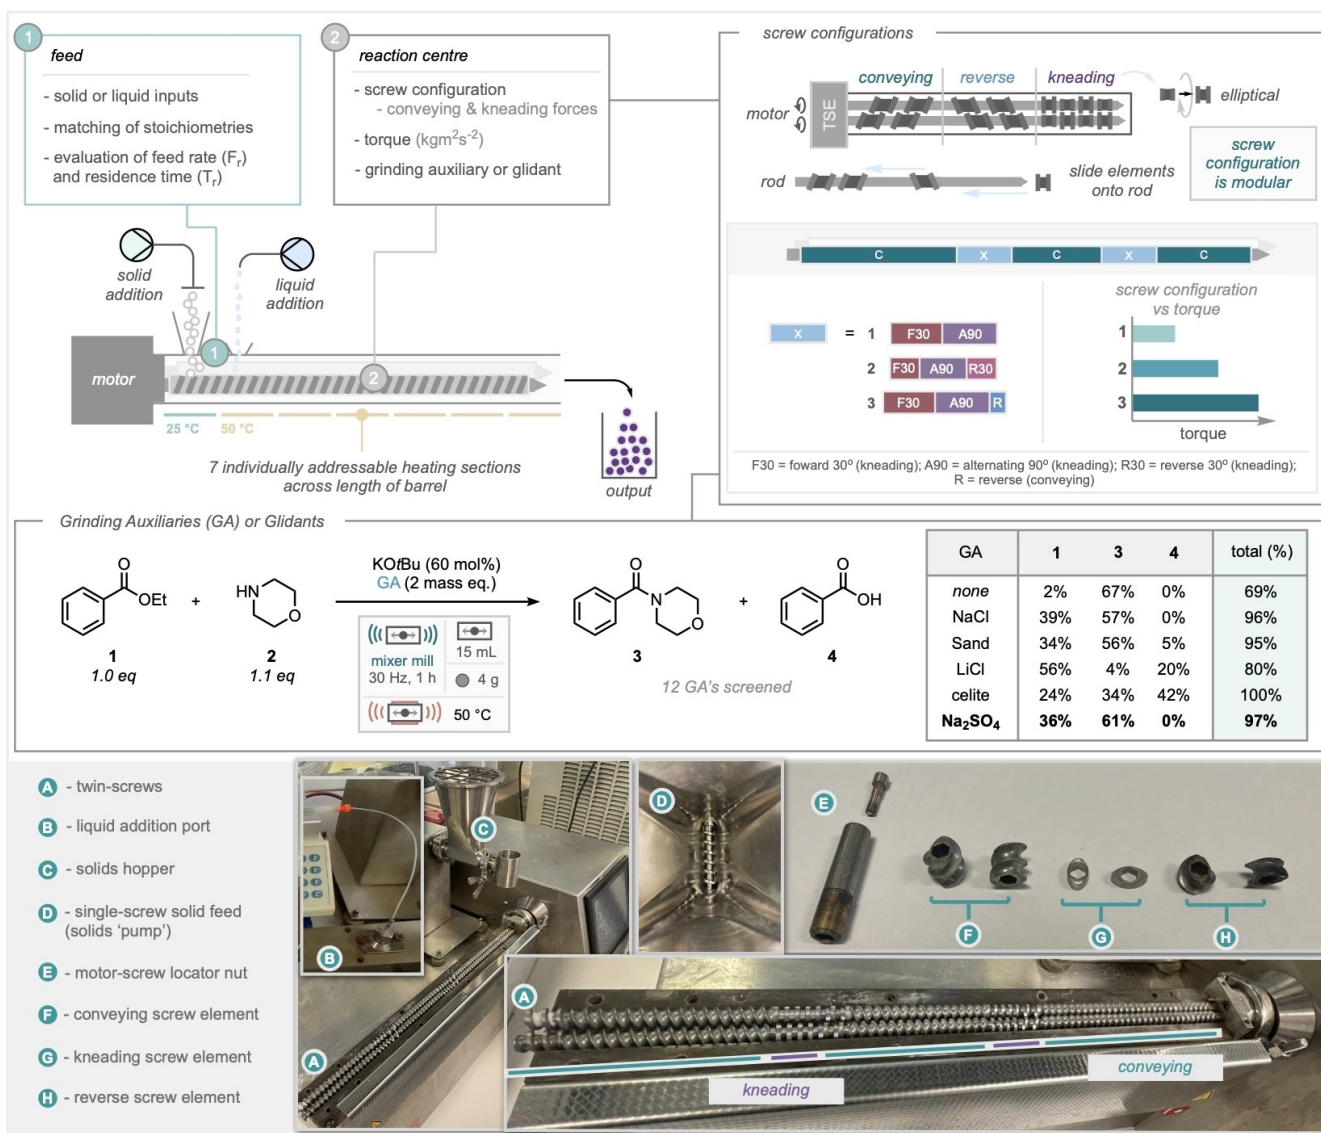 1
feed
- solid or liquid inputs
- matching of stoichiometries
- evaluation of feed rate (Fr)
and residence time (Tr)
2
reaction centre
- screw configuration
- conveying & kneading forces
- torque (kgm²s⁻²)
- grinding auxiliary or glidant
solid
addition
liquid
addition
motor
1
2
25 °C
50 °C
7 individually addressable heating sections
across length of barrel
output
screw configurations
conveying
reverse
kneading
motor
TSE
elliptical
rod
slide elements
onto rod
screw
configuration
is modular
C
X
C
X
C
X
= 1 F30 A90
2 F30 A90 R30
3 F30 A90 R
screw configuration
vs torque
1
2
3
torque
F30 = foward 30º (kneading); A90 = alternating 90º (kneading); R30 = reverse 30º (kneading);
R = reverse (conveying)
Grinding Auxiliaries (GA) or Glidants
O
OEt
1
1.0 eq
+
HN
O
2
1.1 eq
KOtBu (60 mol%)
GA (2 mass eq.)
mixer mill
30 Hz, 1 h
15 mL
4 g
50 °C
O
N
O
3
+
O
OH
4
12 GA's screened
GA 1 3 4 total (%)
none 2% 67% 0% 69%
NaCl 39% 57% 0% 96%
Sand 34% 56% 5% 95%
LiCl 56% 4% 20% 80%
celite 24% 34% 42% 100%
Na₂SO₄ 36% 61% 0% 97%
A - twin-screws
B - liquid addition port
C - solids hopper
D - single-screw solid feed
(solids ‘pump’)
E - motor-screw locator nut
F - conveying screw element
G - kneading screw element
H - reverse screw element
B
C
A
D
E
F
G
H
A
kneading
conveying